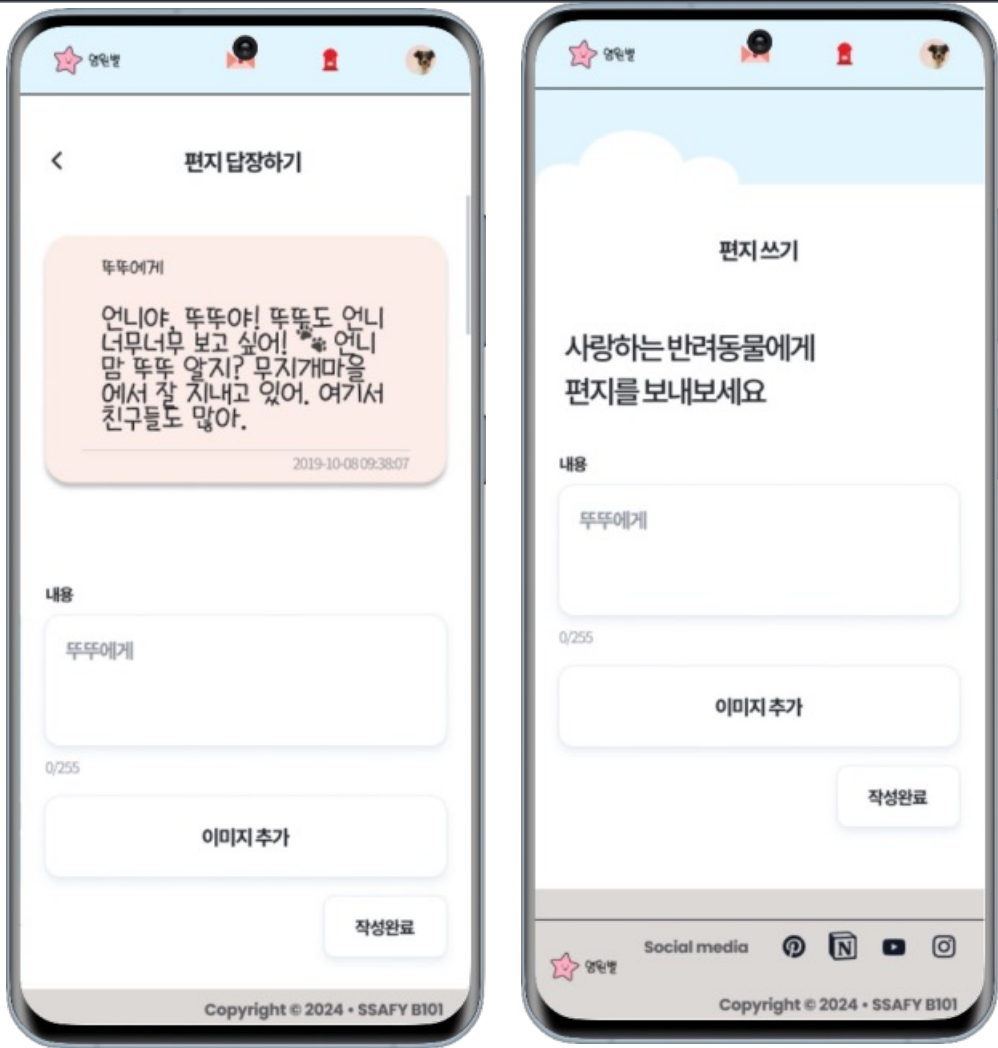 영원별
편지 답장하기
뚜뚜에게
언니야, 뚜뚜야! 뚜뚜도 언니
너무너무 보고 싶어! 🐾 언니
맘 뚜뚜 알지? 무지개마을
에서 잘 지내고 있어. 여기서
친구들도 많아.
2019-10-08 09:38:07
내용
뚜뚜에게
0/255
이미지 추가
작성완료
Copyright © 2024 • SSAFY B101
영원별
편지 쓰기
사랑하는 반려동물에게
편지를 보내보세요
내용
뚜뚜에게
0/255
이미지 추가
작성완료
Social media
영원별
Copyright © 2024 • SSAFY B101